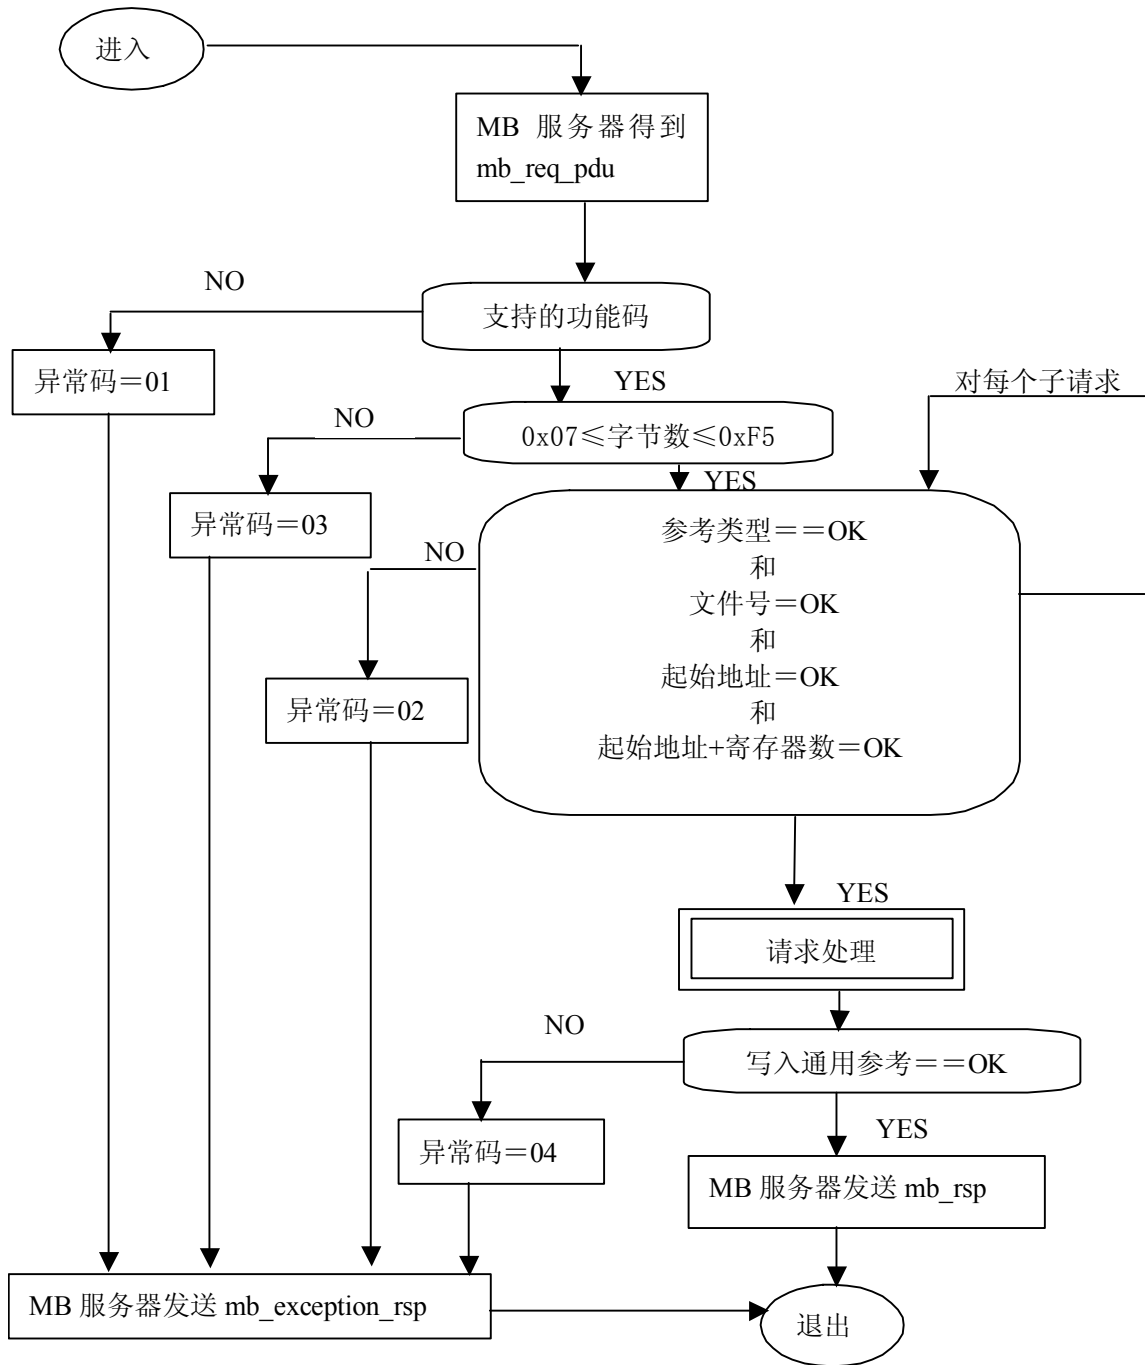 进入
MB 服务器得到
mb_req_pdu
NO
支持的功能码
异常码＝01
YES
对每个子请求
NO
0x07≤字节数≤0xF5
YES
异常码＝03
参考类型＝＝OK
NO
和
文件号＝OK
和
起始地址＝OK
异常码＝02
和
起始地址+寄存器数＝OK
YES
请求处理
NO
写入通用参考＝＝OK
YES
异常码＝04
MB 服务器发送 mb_rsp
MB 服务器发送 mb_exception_rsp
退出